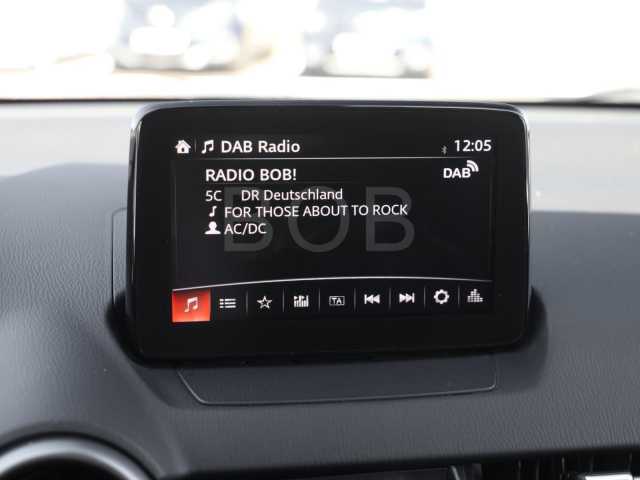 DAB Radio 12:05
RADIO BOB! DAB
5C DR Deutschland
FOR THOSE ABOUT TO ROCK
AC/DC
BOB
TA